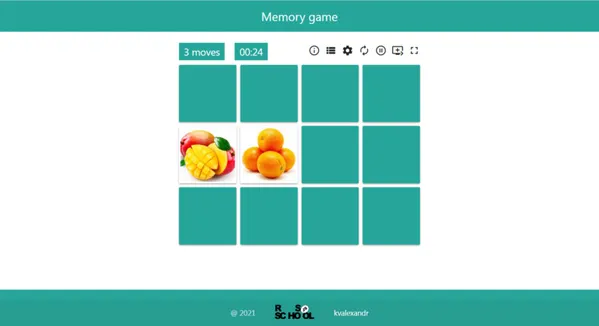 Memory game
3 moves
00:24
@ 2021
RS
SCHOOL
kvalexandr